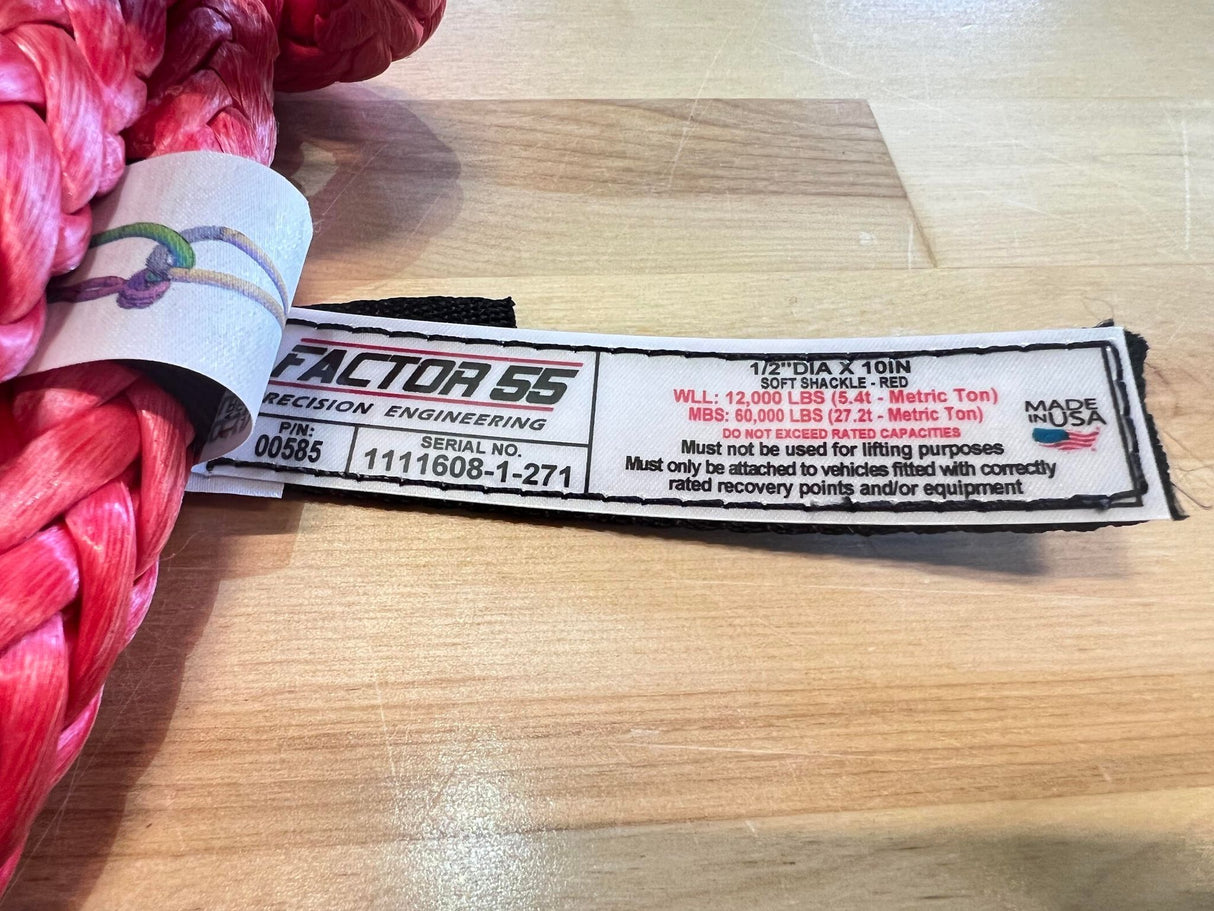 FACTOR 55
PRECISION ENGINEERING
P/N:
00585
SERIAL NO.
1111608-1-271
1/2"DIA X 10IN
SOFT SHACKLE - RED
WLL: 12,000 LBS (5.4t - Metric Ton)
MBS: 60,000 LBS (27.2t - Metric Ton)
DO NOT EXCEED RATED CAPACITIES
Must not be used for lifting purposes
Must only be attached to vehicles fitted with correctly
rated recovery points and/or equipment
MADE
IN USA